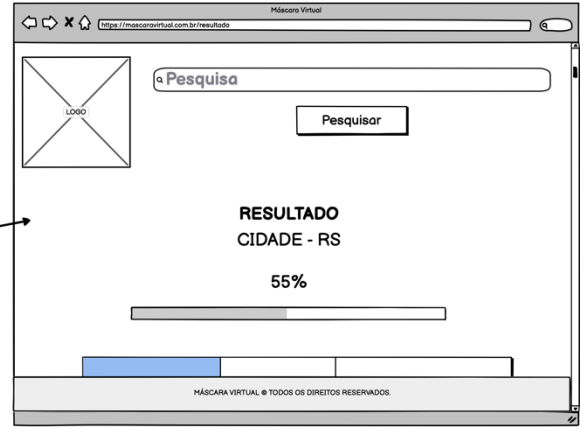 Máscara Virtual
https://mascaravirtual.com.br/resultado
Pesquisa
LOGO
Pesquisar
RESULTADO
CIDADE - RS
55%
MÁSCARA VIRTUAL © TODOS OS DIREITOS RESERVADOS.